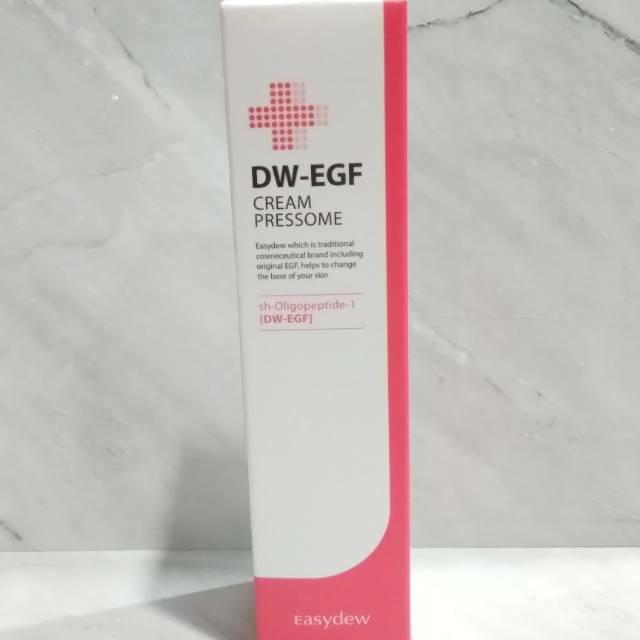 DW-EGF
CREAM
PRESSOME
Easydew which is traditional
cosmeceutical brand including
original EGF, helps to change
the base of your skin
sh-Oligopeptide-1
[DW-EGF]
Easydew